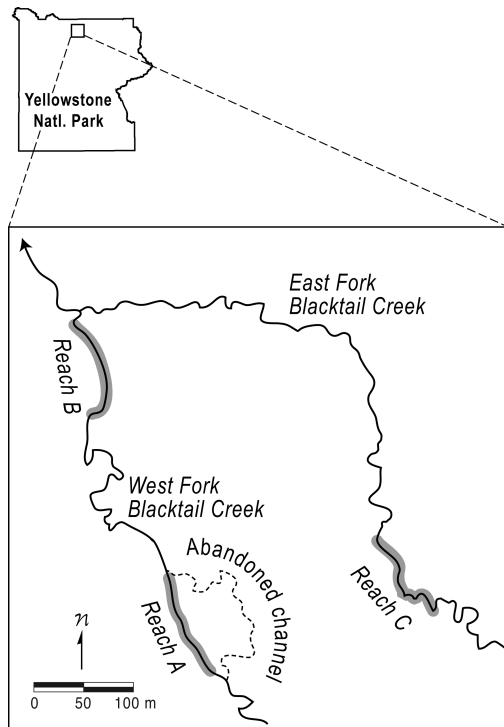 Yellowstone
Natl. Park
East Fork
Blacktail Creek
Reach B
West Fork
Blacktail Creek
Abandoned channel
Reach A
Reach C
n
0 50 100 m